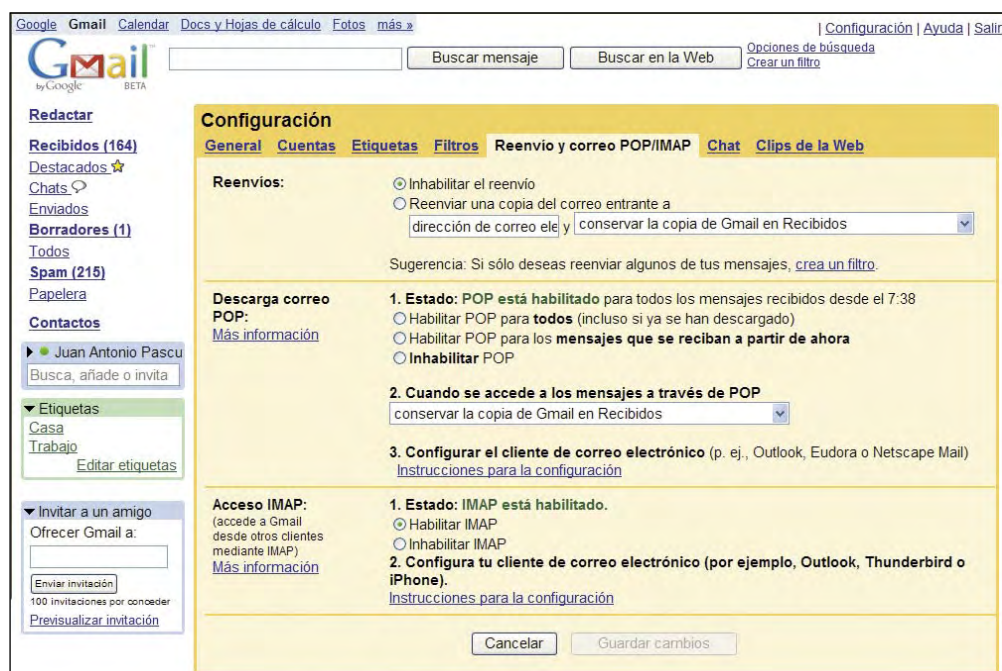 Google Gmail Calendar Docs y Hojas de cálculo Fotos más »
| Configuración | Ayuda | Salir
Gmail
by Google BETA
Buscar mensaje Buscar en la Web
Opciones de búsqueda
Crear un filtro
Redactar
Recibidos (164)
Destacados
Chats
Enviados
Borradores (1)
Todos
Spam (215)
Papelera
Contactos
Juan Antonio Pascu
Busca, añade o invita
Etiquetas
Casa
Trabajo
Editar etiquetas
Invitar a un amigo
Ofrecer Gmail a:
Enviar invitación
100 invitaciones por conceder
Previsualizar invitación
Configuración
General Cuentas Etiquetas Filtros Reenvío y correo POP/IMAP Chat Clips de la Web
Reenvíos:
Inhabilitar el reenvío
Reenviar una copia del correo entrante a
dirección de correo ele y conservar la copia de Gmail en Recibidos
Sugerencia: Si sólo deseas reenviar algunos de tus mensajes, crea un filtro.
Descarga correo
POP:
Más información
1. Estado: POP está habilitado para todos los mensajes recibidos desde el 7:38
Habilitar POP para todos (incluso si ya se han descargado)
Habilitar POP para los mensajes que se reciban a partir de ahora
Inhabilitar POP
2. Cuando se accede a los mensajes a través de POP
conservar la copia de Gmail en Recibidos
3. Configurar el cliente de correo electrónico (p. ej., Outlook, Eudora o Netscape Mail)
Instrucciones para la configuración
Acceso IMAP:
(accede a Gmail
desde otros clientes
mediante IMAP)
Más información
1. Estado: IMAP está habilitado.
Habilitar IMAP
Inhabilitar IMAP
2. Configura tu cliente de correo electrónico (por ejemplo, Outlook, Thunderbird o
iPhone).
Instrucciones para la configuración
Cancelar Guardar cambios